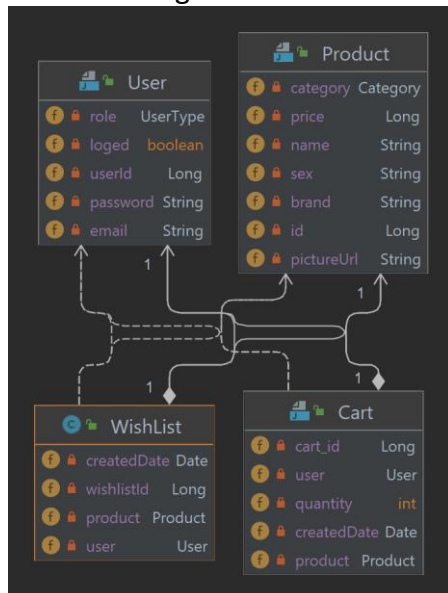 User
role UserType
loged boolean
userId Long
password String
email String
Product
category Category
price Long
name String
sex String
brand String
id Long
pictureUrl String
1
1
1
1
WishList
createdDate Date
wishlistId Long
product Product
user User
Cart
cart_id Long
user User
quantity int
createdDate Date
product Product